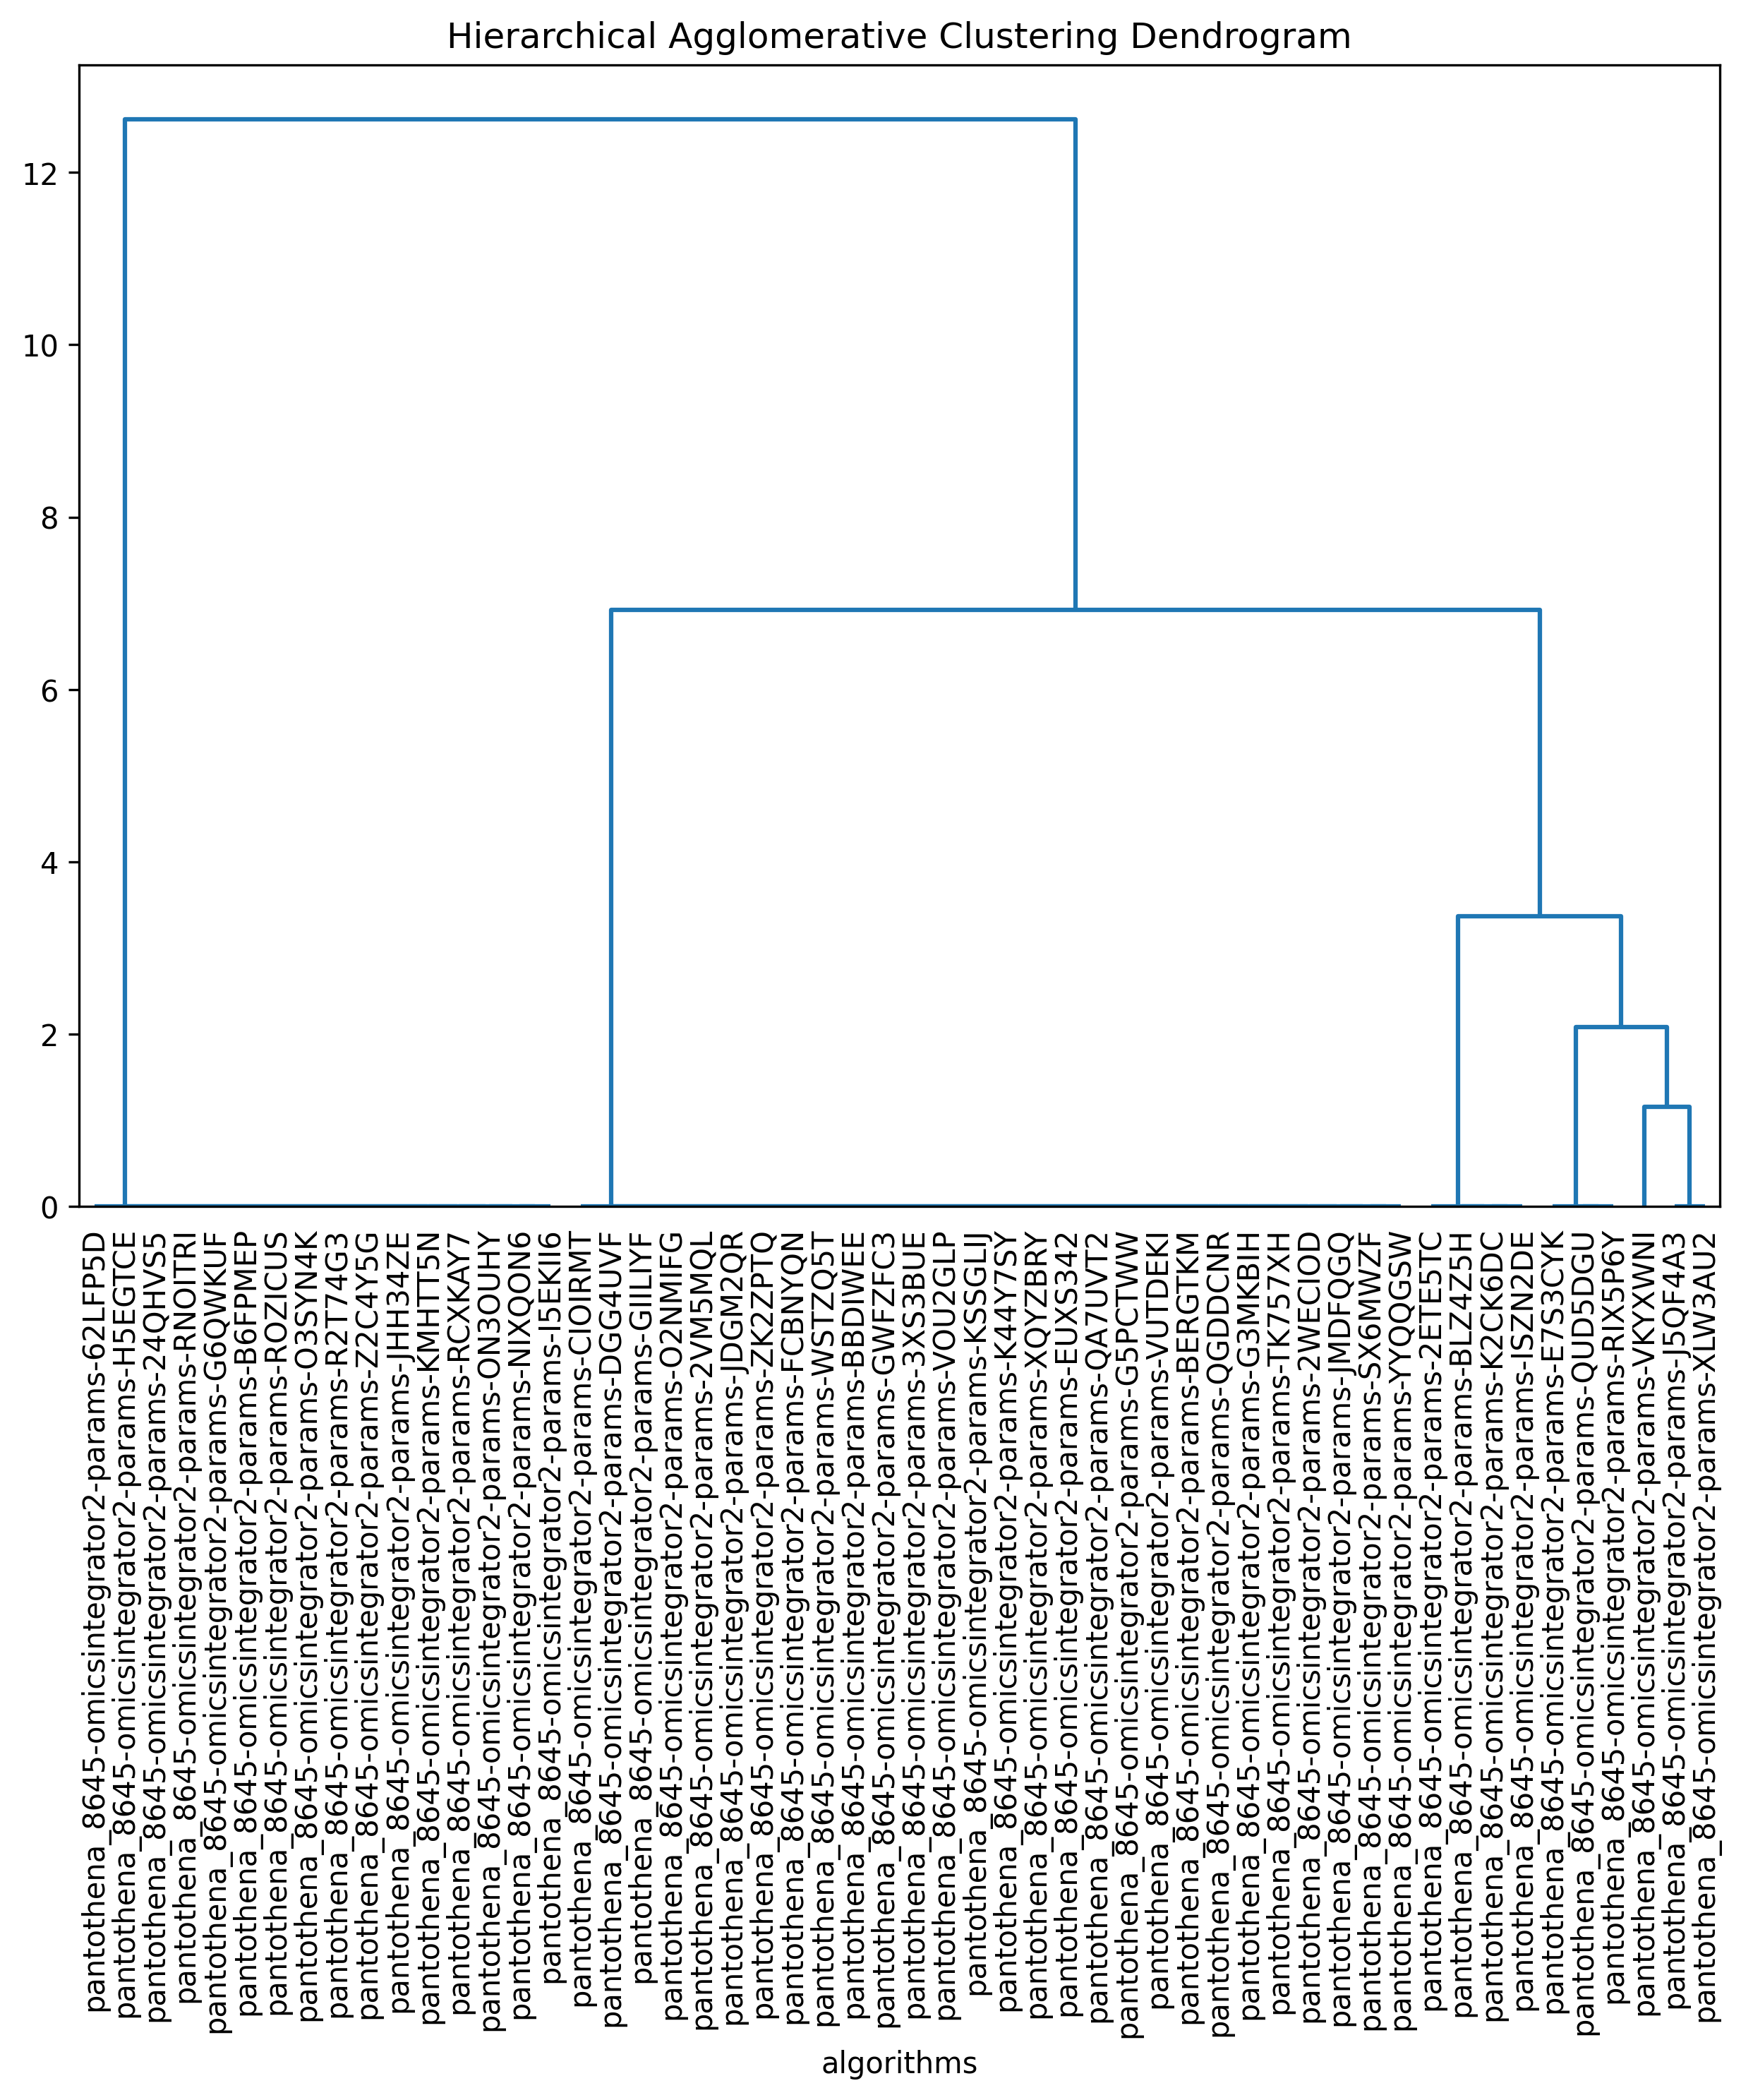 Hierarchical Agglomerative Clustering Dendrogram
12
10
8
6
4
2
0
pantothena_8645-omicsintegrator2-params-62LFP5D
pantothena_8645-omicsintegrator2-params-H5EGTCE
pantothena_8645-omicsintegrator2-params-24QHVS5
pantothena_8645-omicsintegrator2-params-RNOITRI
pantothena_8645-omicsintegrator2-params-G6QWKUF
pantothena_8645-omicsintegrator2-params-B6FPMEP
pantothena_8645-omicsintegrator2-params-ROZICUS
pantothena_8645-omicsintegrator2-params-O3SYN4K
pantothena_8645-omicsintegrator2-params-R2T74G3
pantothena_8645-omicsintegrator2-params-Z2C4Y5G
pantothena_8645-omicsintegrator2-params-JHH34ZE
pantothena_8645-omicsintegrator2-params-KMHTT5N
pantothena_8645-omicsintegrator2-params-RCXKAY7
pantothena_8645-omicsintegrator2-params-ON3OUHY
pantothena_8645-omicsintegrator2-params-NIXQON6
pantothena_8645-omicsintegrator2-params-I5EKII6
pantothena_8645-omicsintegrator2-params-CIOIRMT
pantothena_8645-omicsintegrator2-params-DGG4UVF
pantothena_8645-omicsintegrator2-params-GIILIYF
pantothena_8645-omicsintegrator2-params-O2NMIFG
pantothena_8645-omicsintegrator2-params-2VM5MQL
pantothena_8645-omicsintegrator2-params-JDGM2QR
pantothena_8645-omicsintegrator2-params-ZK2ZPTQ
pantothena_8645-omicsintegrator2-params-FCBNYQN
pantothena_8645-omicsintegrator2-params-WSTZQ5T
pantothena_8645-omicsintegrator2-params-BBDIWEE
pantothena_8645-omicsintegrator2-params-GWFZFC3
pantothena_8645-omicsintegrator2-params-3XS3BUE
pantothena_8645-omicsintegrator2-params-VOU2GLP
pantothena_8645-omicsintegrator2-params-KSSGLIJ
pantothena_8645-omicsintegrator2-params-K44Y7SY
pantothena_8645-omicsintegrator2-params-XQYZBRY
pantothena_8645-omicsintegrator2-params-EUXS342
pantothena_8645-omicsintegrator2-params-QA7UVT2
pantothena_8645-omicsintegrator2-params-G5PCTWW
pantothena_8645-omicsintegrator2-params-VUTDEKI
pantothena_8645-omicsintegrator2-params-BERGTKM
pantothena_8645-omicsintegrator2-params-QGDDCNR
pantothena_8645-omicsintegrator2-params-G3MKBIH
pantothena_8645-omicsintegrator2-params-TK757XH
pantothena_8645-omicsintegrator2-params-2WECIOD
pantothena_8645-omicsintegrator2-params-JMDFQGQ
pantothena_8645-omicsintegrator2-params-SX6MWZF
pantothena_8645-omicsintegrator2-params-YYQQGSW
pantothena_8645-omicsintegrator2-params-2ETE5TC
pantothena_8645-omicsintegrator2-params-BLZ4Z5H
pantothena_8645-omicsintegrator2-params-K2CK6DC
pantothena_8645-omicsintegrator2-params-ISZN2DE
pantothena_8645-omicsintegrator2-params-E7S3CYK
pantothena_8645-omicsintegrator2-params-QUD5DGU
pantothena_8645-omicsintegrator2-params-RIX5P6Y
pantothena_8645-omicsintegrator2-params-VKYXWNI
pantothena_8645-omicsintegrator2-params-J5QF4A3
pantothena_8645-omicsintegrator2-params-XLW3AU2
algorithms